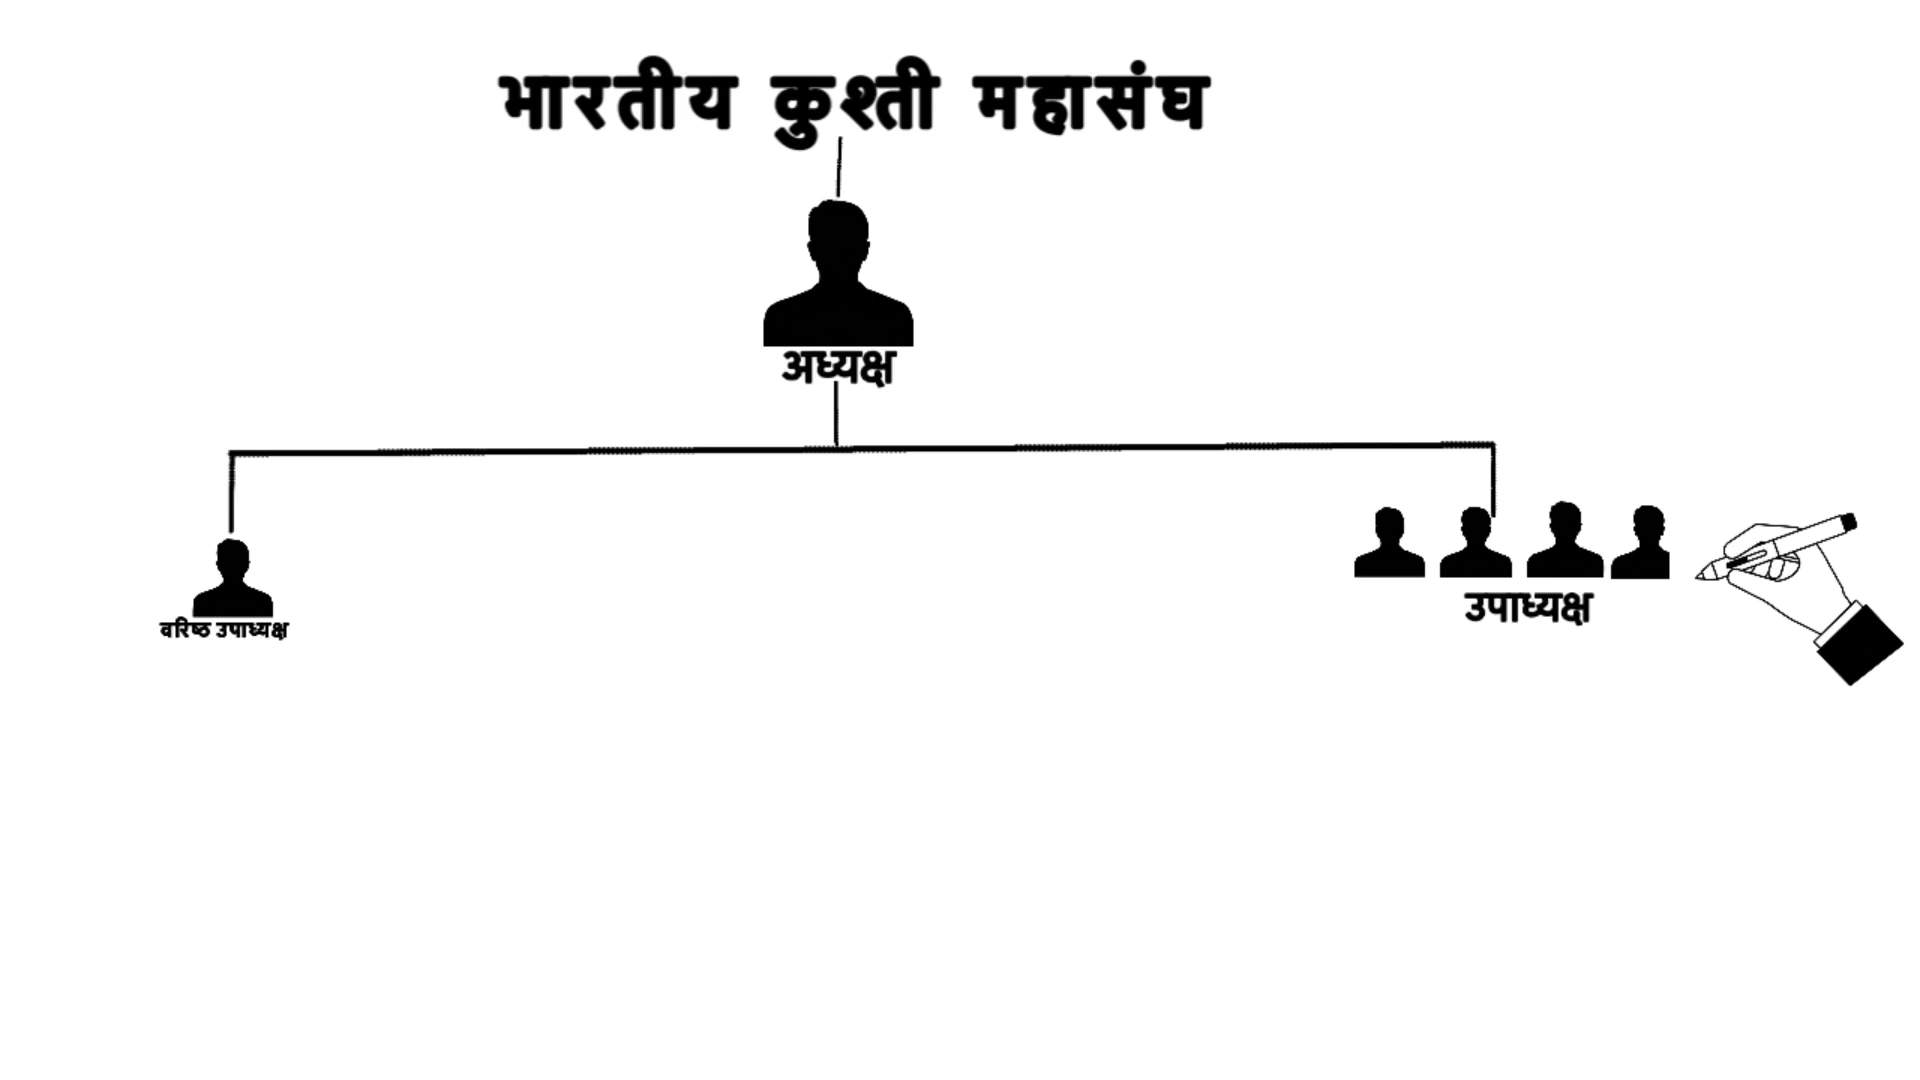 भारतीय कुश्ती महासंघ
अध्यक्ष
वरिष्ठ उपाध्यक्ष
उपाध्यक्ष